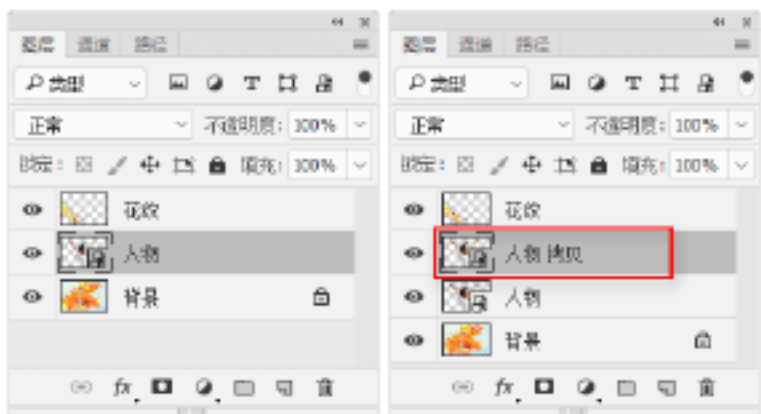 图层 通道 路径
类型
正常 不透明度: 100%
锁定: 填充: 100%
花纹
人物
背景
fx
图层 通道 路径
类型
正常 不透明度: 100%
锁定: 填充: 100%
花纹
人物 拷贝
人物
背景
fx